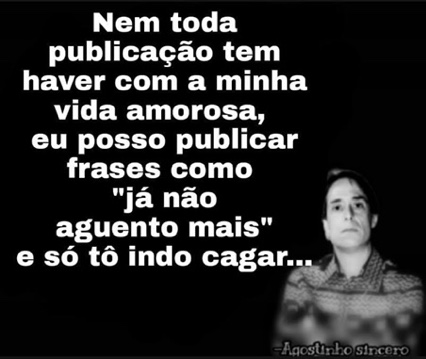 Nem toda
publicação tem
haver com a minha
vida amorosa,
eu posso publicar
frases como
"já não
aguento mais"
e só tô indo cagar...
-Agostinho sincero